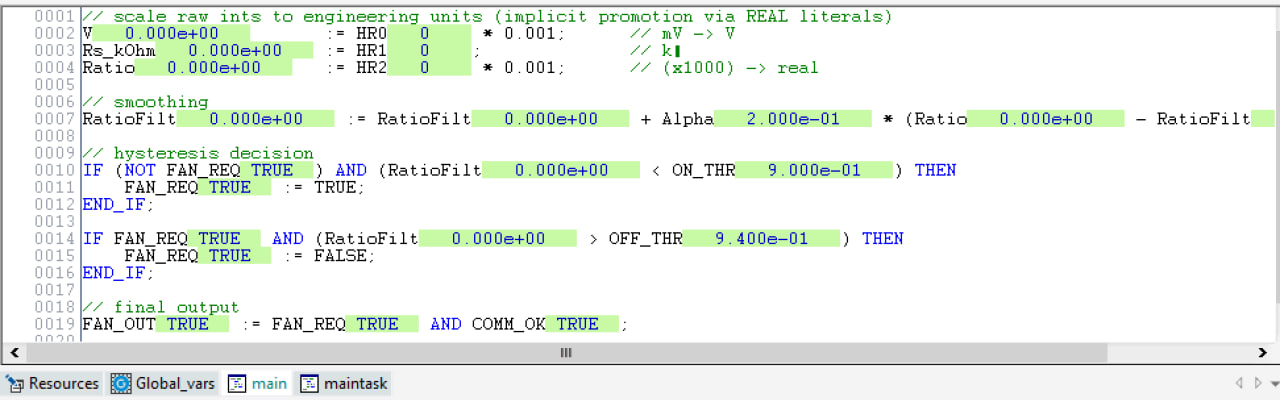 0001 // scale raw ints to engineering units (implicit promotion via REAL literals)
0002 V 0.000e+00 := HR0 0 * 0.001; // mV -> V
0003 Rs_kOhm 0.000e+00 := HR1 0 ; // k
0004 Ratio 0.000e+00 := HR2 0 * 0.001; // (x1000) -> real
0005
0006 // smoothing
0007 RatioFilt 0.000e+00 := RatioFilt 0.000e+00 + Alpha 2.000e-01 * (Ratio 0.000e+00 - RatioFilt
0008
0009 // hysteresis decision
0010 IF (NOT FAN_REQ TRUE ) AND (RatioFilt 0.000e+00 < ON_THR 9.000e-01 ) THEN
0011 FAN_REQ TRUE := TRUE;
0012 END_IF;
0013
0014 IF FAN_REQ TRUE AND (RatioFilt 0.000e+00 > OFF_THR 9.400e-01 ) THEN
0015 FAN_REQ TRUE := FALSE;
0016 END_IF;
0017
0018 // final output
0019 FAN_OUT TRUE := FAN_REQ TRUE AND COMM_OK TRUE ;
0020
Resources Global_vars main maintask